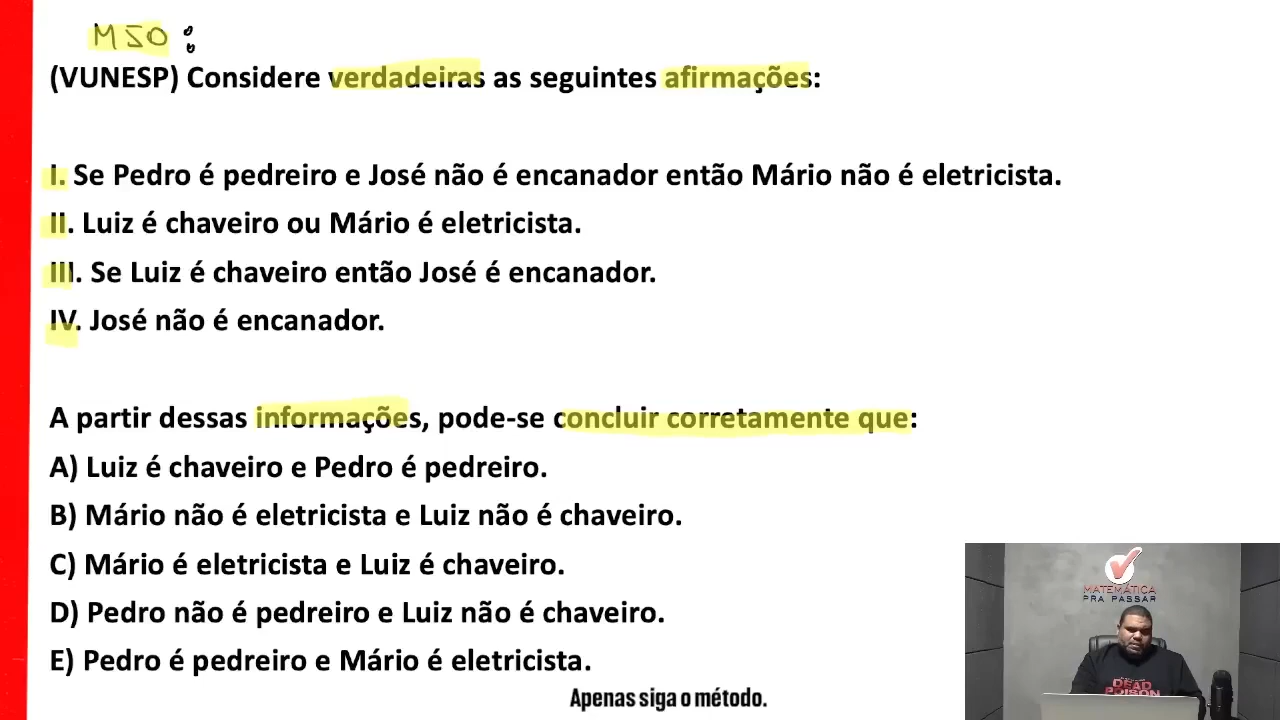 MSO:
(VUNESP) Considere verdadeiras as seguintes afirmações:
I. Se Pedro é pedreiro e José não é encanador então Mário não é eletricista.
II. Luiz é chaveiro ou Mário é eletricista.
III. Se Luiz é chaveiro então José é encanador.
IV. José não é encanador.
A partir dessas informações, pode-se concluir corretamente que:
A) Luiz é chaveiro e Pedro é pedreiro.
B) Mário não é eletricista e Luiz não é chaveiro.
C) Mário é eletricista e Luiz é chaveiro.
D) Pedro não é pedreiro e Luiz não é chaveiro.
E) Pedro é pedreiro e Mário é eletricista.
MATEMÁTICA
PRA PASSAR
DEAD
POISON
Apenas siga o método.